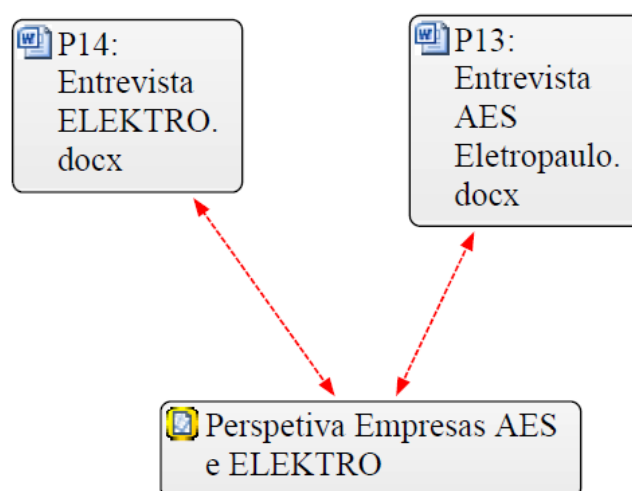 P14:
Entrevista
ELEKTRO.
docx
P13:
Entrevista
AES
Eletropaulo.
docx
Perspetiva Empresas AES
e ELEKTRO